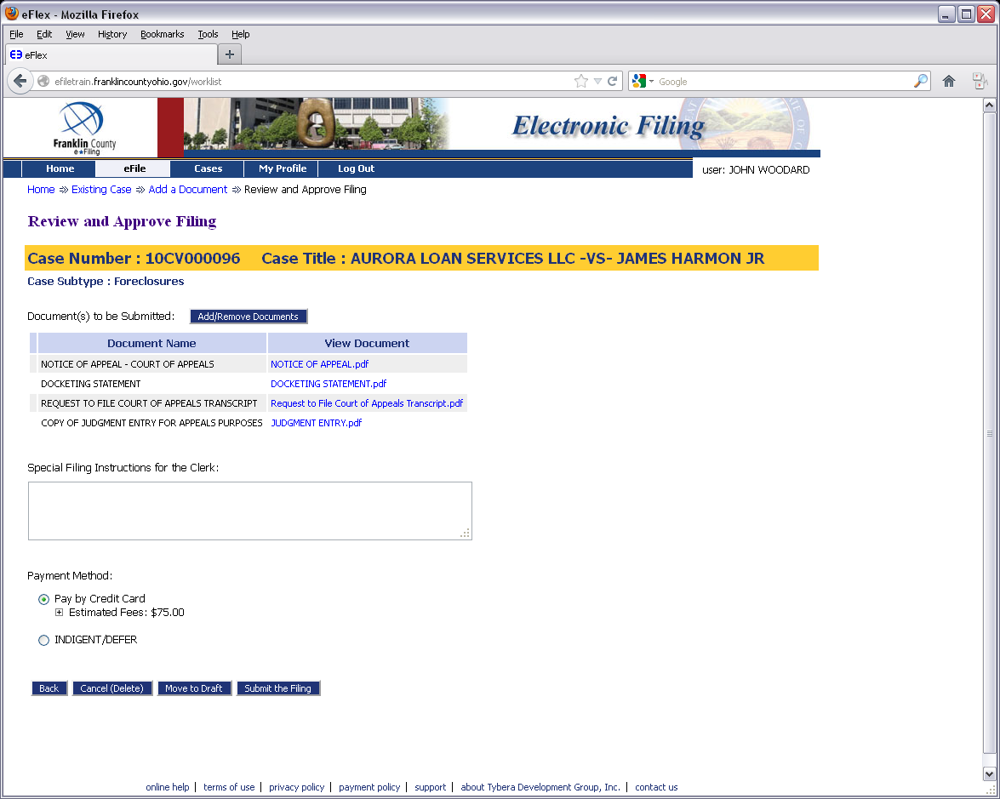 eFlex - Mozilla Firefox
File Edit View History Bookmarks Tools Help
eFlex
efiletrain.franklincountyohio.gov/worklist
Google
Franklin County
e★Filing
Electronic Filing
Home eFile Cases My Profile Log Out
user: JOHN WOODARD
Home ⇒ Existing Case ⇒ Add a Document ⇒ Review and Approve Filing
Review and Approve Filing
Case Number : 10CV000096 Case Title : AURORA LOAN SERVICES LLC -VS- JAMES HARMON JR
Case Subtype : Foreclosures
Document(s) to be Submitted: Add/Remove Documents
Document Name View Document
NOTICE OF APPEAL - COURT OF APPEALS NOTICE OF APPEAL.pdf
DOCKETING STATEMENT DOCKETING STATEMENT.pdf
REQUEST TO FILE COURT OF APPEALS TRANSCRIPT Request to File Court of Appeals Transcript.pdf
COPY OF JUDGMENT ENTRY FOR APPEALS PURPOSES JUDGMENT ENTRY.pdf
Special Filing Instructions for the Clerk:
Payment Method:
Pay by Credit Card
Estimated Fees: $75.00
INDIGENT/DEFER
Back Cancel (Delete) Move to Draft Submit the Filing
online help | terms of use | privacy policy | payment policy | support | about Tybera Development Group, Inc. | contact us